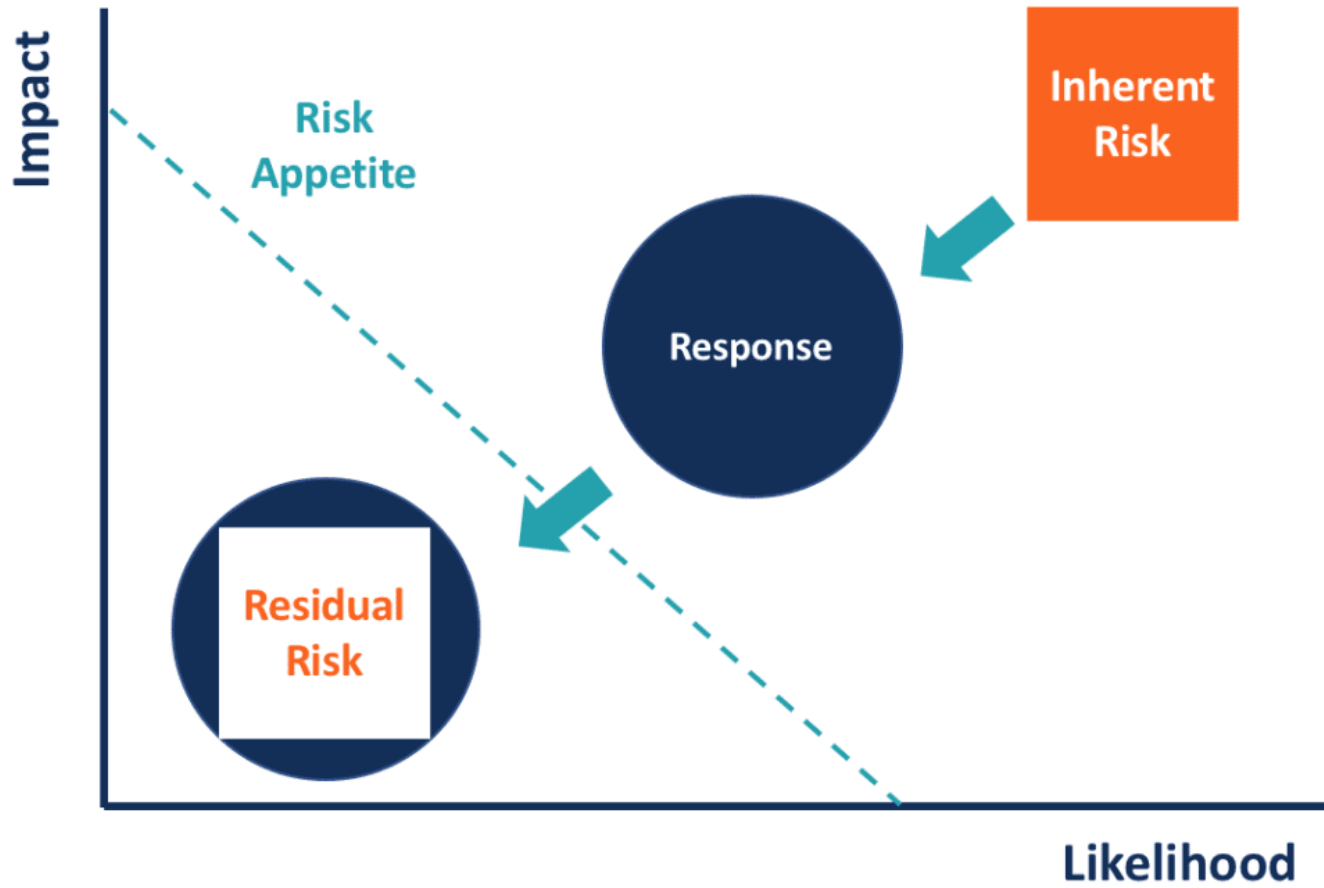 Impact
Risk
Appetite
Inherent
Risk
Response
Residual
Risk
Likelihood